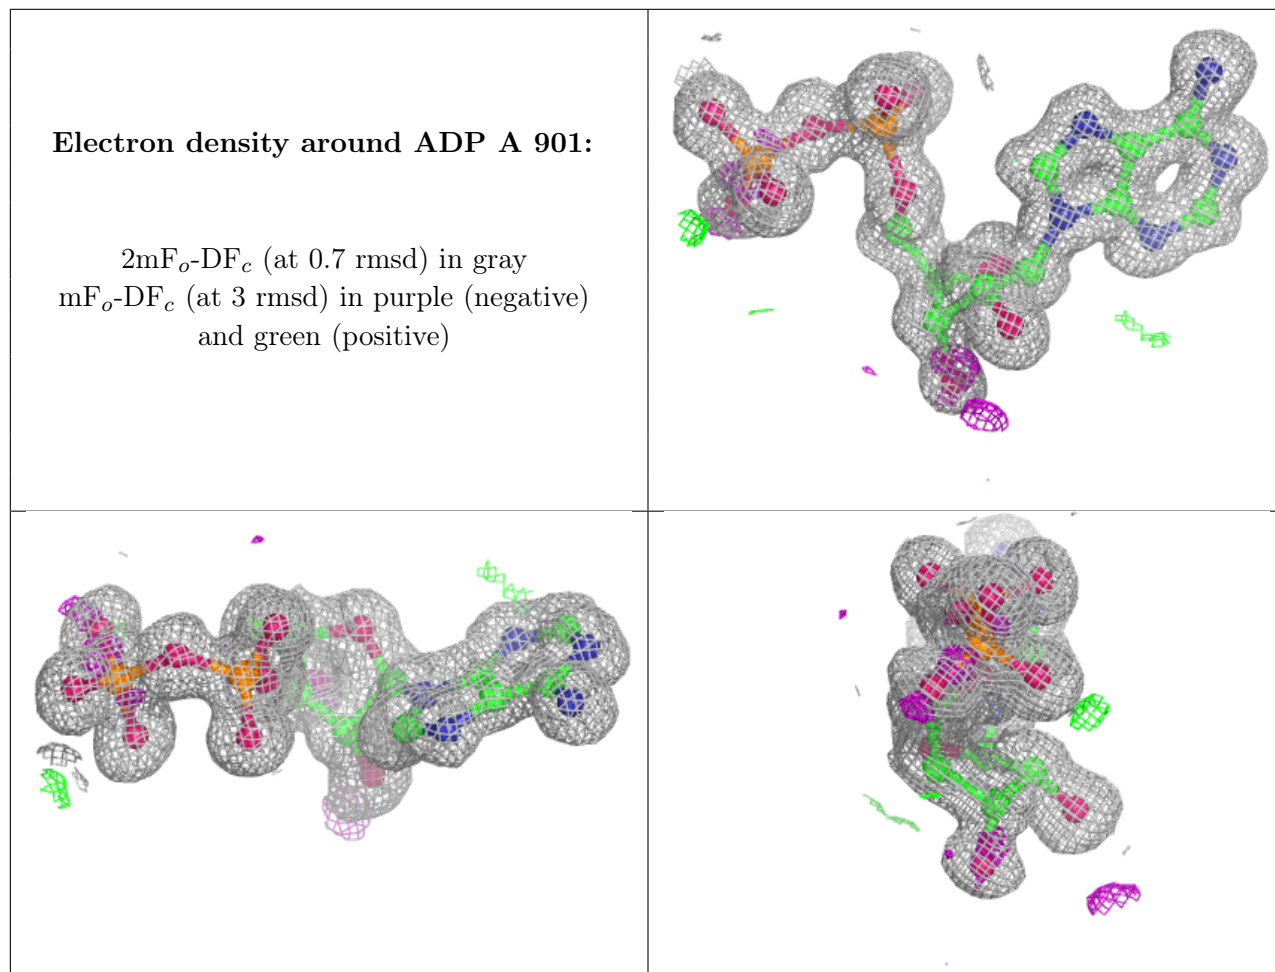 Electron density around ADP A 901:
2mFo-DFc (at 0.7 rmsd) in gray
mFo-DFc (at 3 rmsd) in purple (negative)
and green (positive)